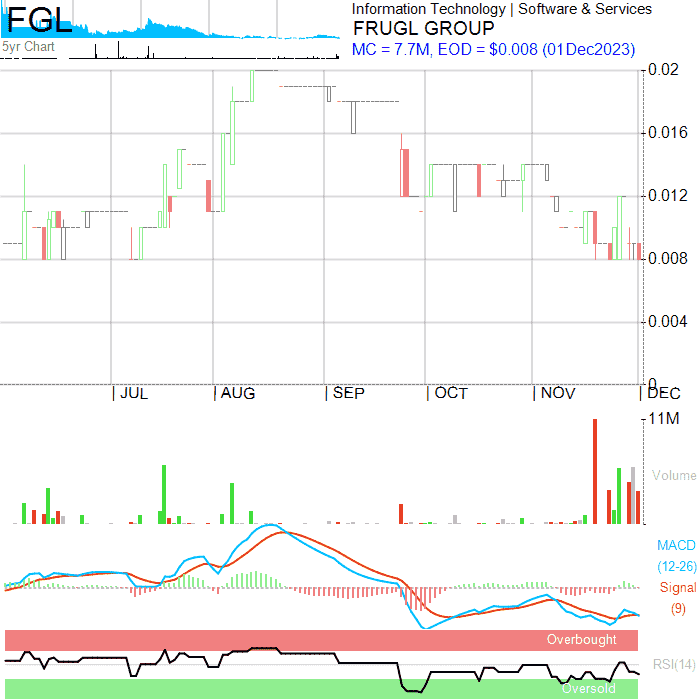 FGL
5yr Chart
Information Technology | Software & Services
FRUGL GROUP
MC = 7.7M, EOD = $0.008 (01Dec2023)
0.02
0.016
0.012
0.008
0.004
0
| JUL | AUG | SEP | OCT | NOV | DEC
11M
Volume
MACD
(12-26)
Signal
(9)
Overbought
RSI(14)
Oversold